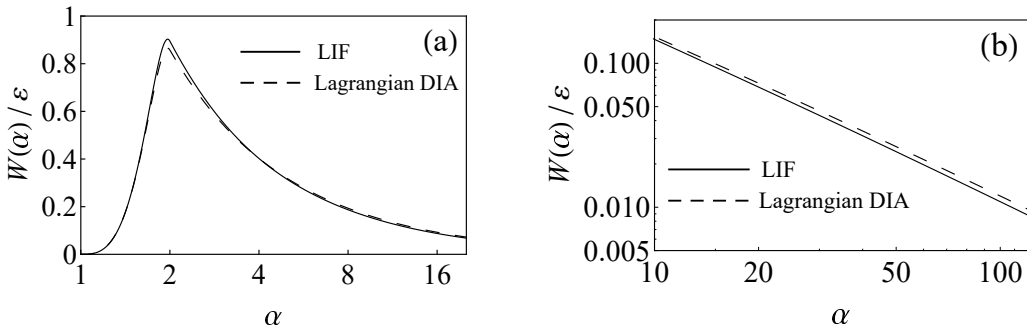 1
0.8
0.6
0.4
0.2
0
W(α) / ε
(a)
LIF
Lagrangian DIA
1 2 4 8 16
α
0.100
0.050
0.010
0.005
W(α) / ε
(b)
LIF
Lagrangian DIA
10 20 50 100
α